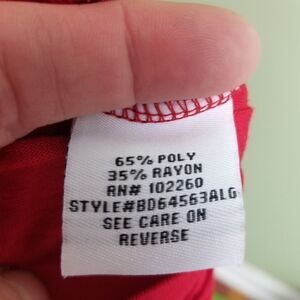 65% POLY
35% RAYON
RN# 102260
STYLE#BD64563ALG
SEE CARE ON
REVERSE